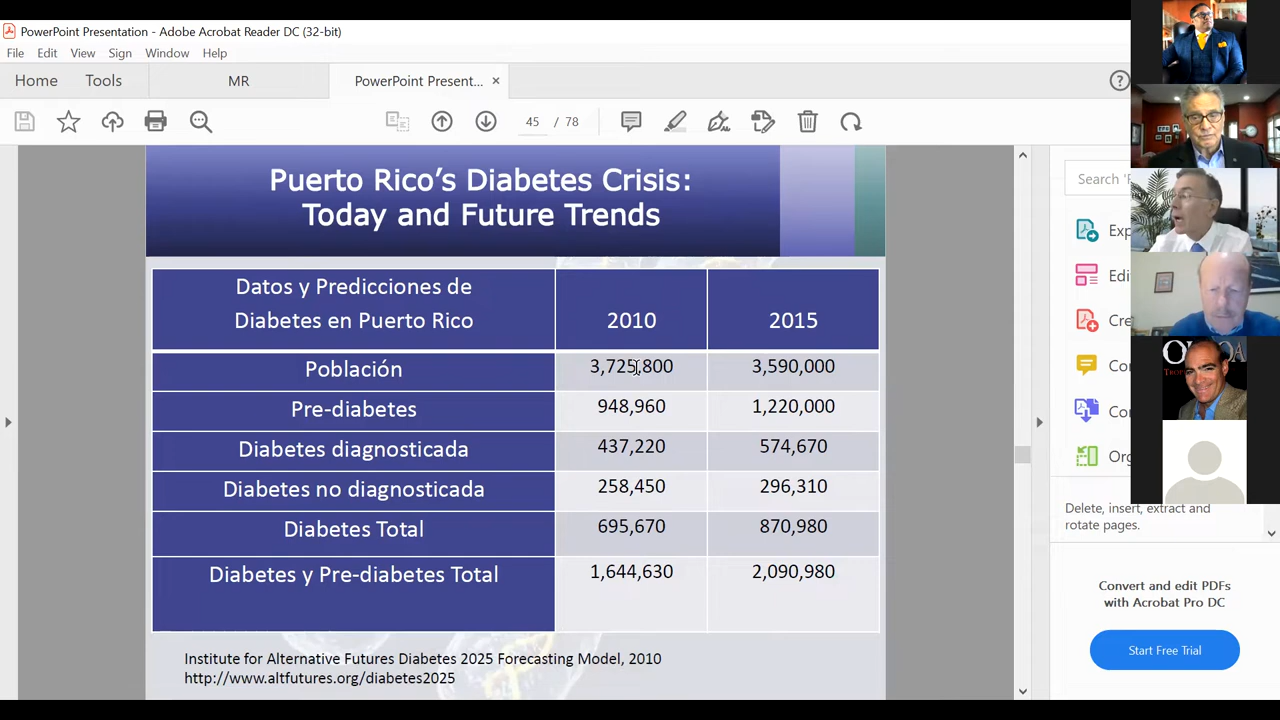 PowerPoint Presentation - Adobe Acrobat Reader DC (32-bit)
File Edit View Sign Window Help
Home Tools MR PowerPoint Present... ×
45 / 78
Puerto Rico's Diabetes Crisis:
Today and Future Trends
Datos y Predicciones de
Diabetes en Puerto Rico 2010 2015
Población 3,725,800 3,590,000
Pre-diabetes 948,960 1,220,000
Diabetes diagnosticada 437,220 574,670
Diabetes no diagnosticada 258,450 296,310
Diabetes Total 695,670 870,980
Diabetes y Pre-diabetes Total 1,644,630 2,090,980
Institute for Alternative Futures Diabetes 2025 Forecasting Model, 2010
http://www.altfutures.org/diabetes2025
Search
Delete, insert, extract and
rotate pages.
Convert and edit PDFs
with Acrobat Pro DC
Start Free Trial